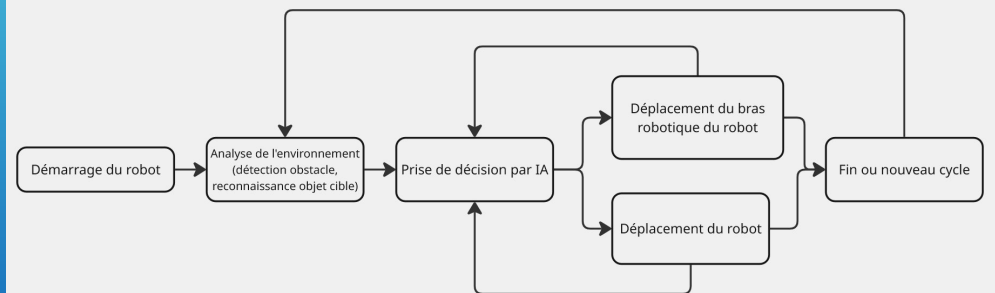 Démarrage du robot
Analyse de l'environnement
(détection obstacle,
reconnaissance objet cible)
Prise de décision par IA
Déplacement du bras
robotique du robot
Déplacement du robot
Fin ou nouveau cycle